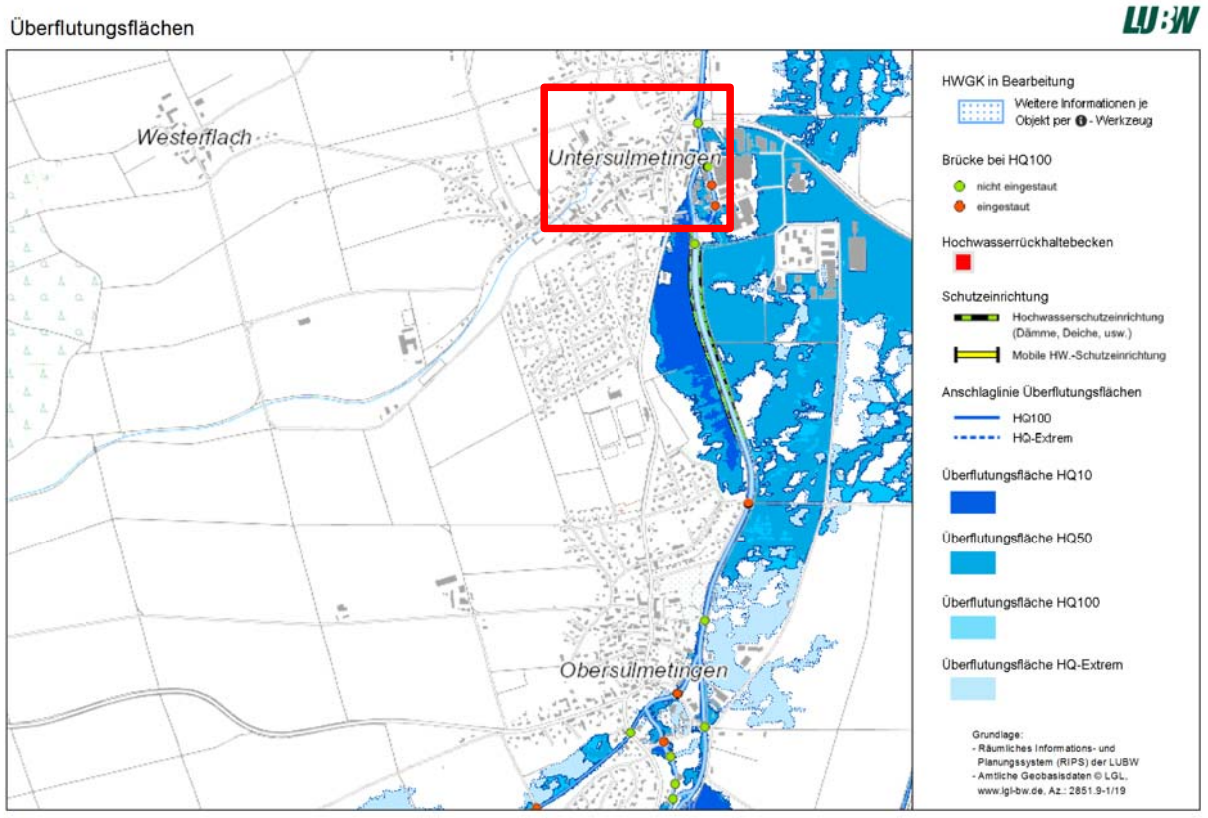 Überflutungsflächen
LUBW
Westerflach
Untersulmetingen
Obersulmetingen
HWGK in Bearbeitung
Weitere Informationen je
Objekt per i - Werkzeug
Brücke bei HQ100
nicht eingestaut
eingestaut
Hochwasserrückhaltebecken
Schutzeinrichtung
Hochwasserschutzeinrichtung
(Dämme, Deiche, usw.)
Mobile HW.-Schutzeinrichtung
Anschlaglinie Überflutungsflächen
HQ100
HQ-Extrem
Überflutungsfläche HQ10
Überflutungsfläche HQ50
Überflutungsfläche HQ100
Überflutungsfläche HQ-Extrem
Grundlage:
- Räumliches Informations- und
Planungssystem (RIPS) der LUBW
- Amtliche Geobasisdaten © LGL,
www.lgl-bw.de, Az.: 2851.9-1/19